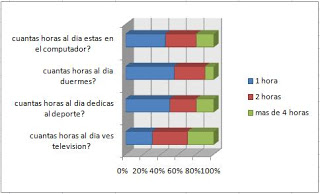 cuantas horas al dia estas en
el computador?
cuantas horas al dia
duermes?
cuantas horas al dia dedicas
al deporte?
cuantas horas al dia ves
television?
0% 20% 40% 60% 80% 100%
1 hora
2 horas
mas de 4 horas